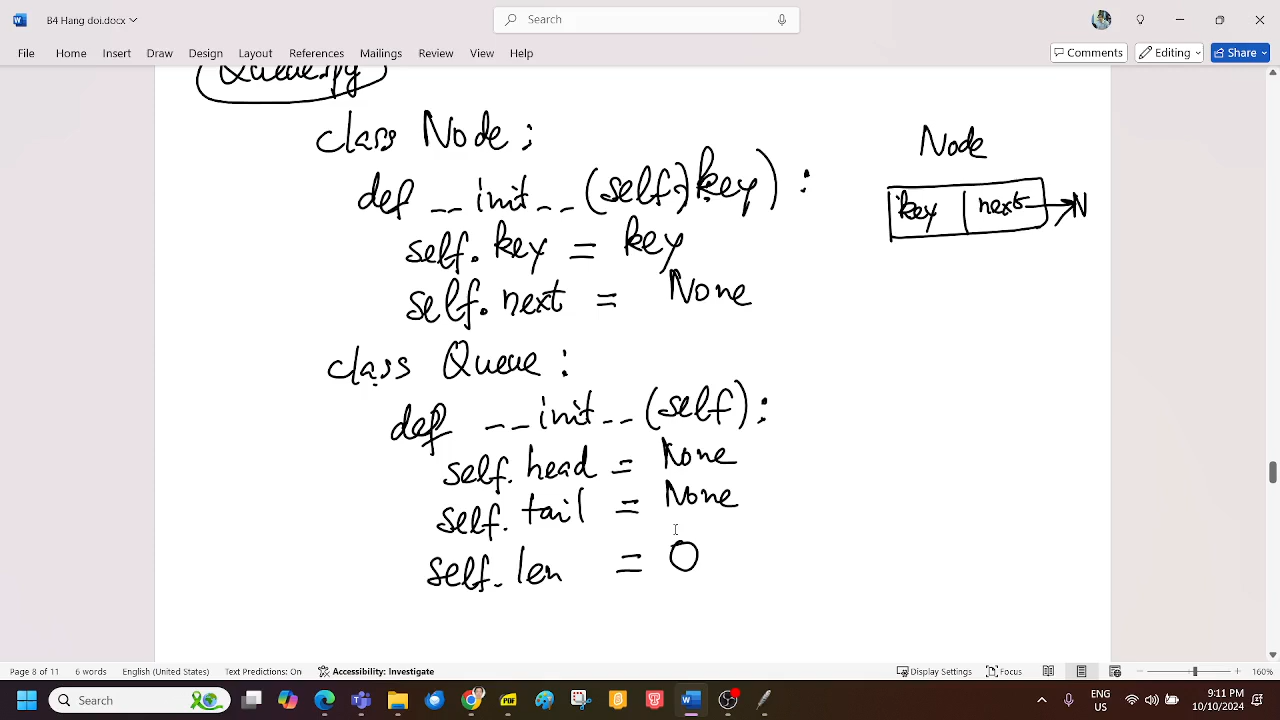 B4 Hang doi.docx
Search
File Home Insert Draw Design Layout References Mailings Review View Help
Comments Editing Share
Queue.py
class Node:
def __init__(self, key):
self.key = key
self.next = None
class Queue:
def __init__(self):
self.head = None
self.tail = None
self.len = 0
Node
key next N
Page 8 of 11 6 words English (United States) Text Predictions: On Accessibility: Investigate Display Settings Focus 160%
Search PDF ENG US 9:11 PM 10/10/2024